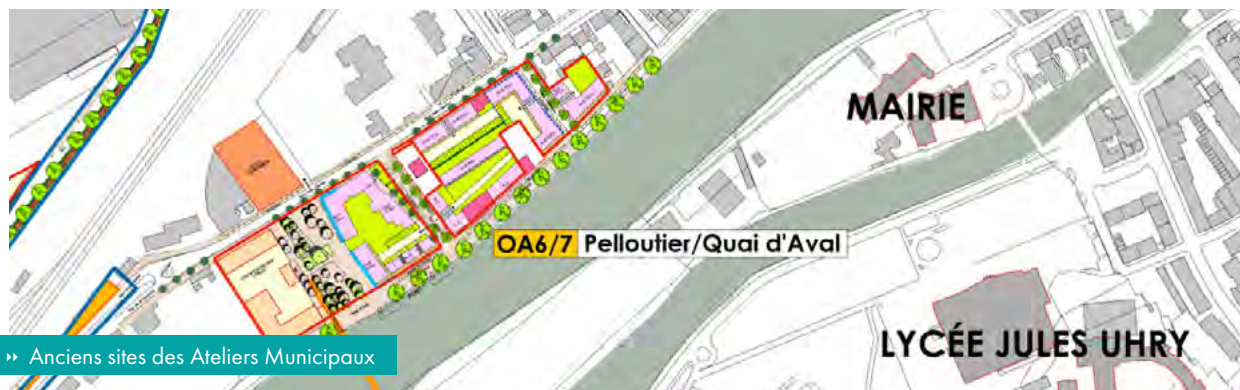 MAIRIE
OA6/7 Pelloutier/Quai d'Aval
LYCÉE JULES UHRY
Anciens sites des Ateliers Municipaux